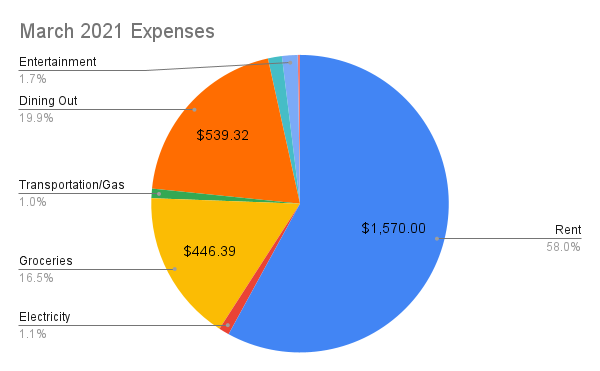 March 2021 Expenses
Entertainment
1.7%
Dining Out
19.9%
$539.32
Transportation/Gas
1.0%
$1,570.00
Rent
58.0%
$446.39
Groceries
16.5%
Electricity
1.1%